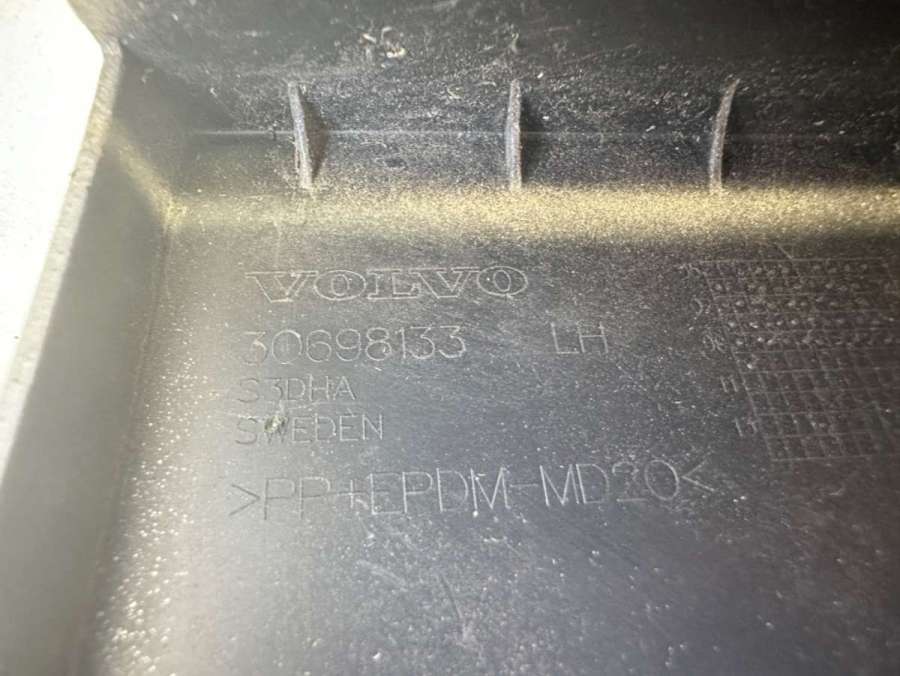 VOLVO
30698133 LH
S3DHA
SWEDEN
>PP+EPDM-MD20<